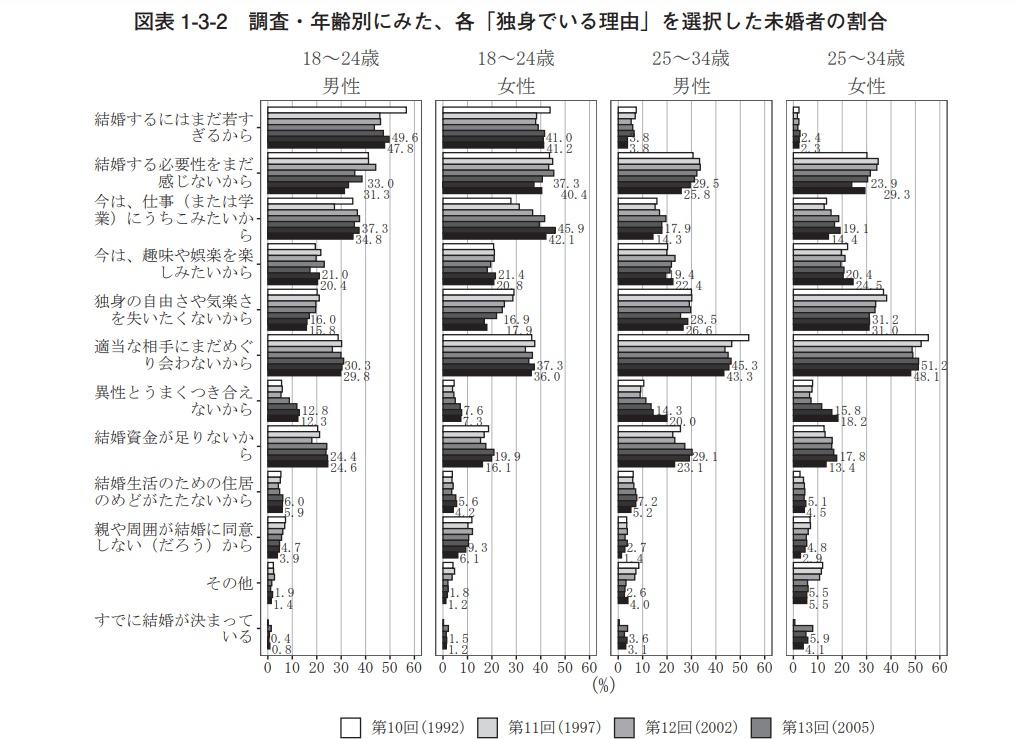 図表 1-3-2　調査・年齢別にみた、各「独身でいる理由」を選択した未婚者の割合
18～24歳 18～24歳 25～34歳 25～34歳
男性 女性 男性 女性
結婚するにはまだ若す
ぎるから
49.6 41.0 3.8 2.4
47.8 41.2 3.8 2.3
結婚する必要性をまだ
感じないから
33.0 37.3 29.5 23.9
31.3 40.4 25.8 29.3
今は、仕事（または学
業）にうちこみたいか
ら
37.3 45.9 17.9 19.1
34.8 42.1 14.3 14.4
今は、趣味や娯楽を楽
しみたいから
21.0 21.4 19.4 20.4
20.4 20.8 22.4 24.5
独身の自由さや気楽さ
を失いたくないから
16.0 16.9 28.5 31.2
15.8 17.9 26.6 31.0
適当な相手にまだめぐ
り会わないから
30.3 37.3 45.3 51.2
29.8 36.0 43.3 48.1
異性とうまくつき合え
ないから
12.8 7.6 14.3 15.8
12.3 7.3 20.0 18.2
結婚資金が足りないか
ら
24.4 19.9 29.1 17.8
24.6 16.1 23.1 13.4
結婚生活のための住居
のめどがたたないから
6.0 5.6 7.2 5.1
5.9 4.2 5.2 4.5
親や周囲が結婚に同意
しない（だろう）から
4.7 9.3 2.7 4.8
3.9 6.1 1.4 2.9
その他
1.9 1.8 2.6 5.5
1.4 1.2 4.0 5.5
すでに結婚が決まって
いる
0.4 1.5 3.6 5.9
0.8 1.2 3.1 4.1
0 10 20 30 40 50 60 0 10 20 30 40 50 60 0 10 20 30 40 50 60 0 10 20 30 40 50 60
(%)
第10回(1992) 第11回(1997) 第12回(2002) 第13回(2005)